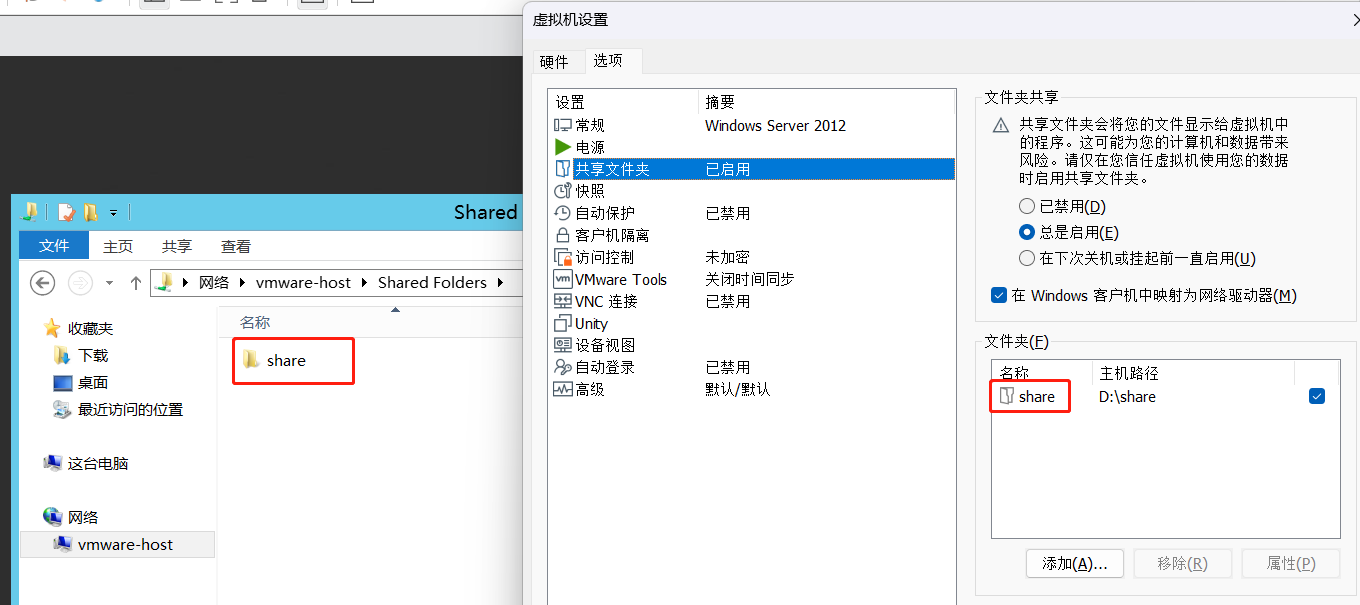 虚拟机设置
硬件 选项
设置 摘要
常规 Windows Server 2012
电源
共享文件夹 已启用
快照
自动保护 已禁用
客户机隔离
访问控制 未加密
VMware Tools 关闭时间同步
VNC 连接 已禁用
Unity
设备视图
自动登录 已禁用
高级 默认/默认
文件夹共享
共享文件夹会将您的文件显示给虚拟机中
的程序。这可能为您的计算机和数据带来
风险。请仅在您信任虚拟机使用您的数据
时启用共享文件夹。
已禁用(D)
总是启用(E)
在下次关机或挂起前一直启用(U)
在 Windows 客户机中映射为网络驱动器(M)
文件夹(F)
名称 主机路径
share D:\share
添加(A)... 移除(R) 属性(P)
Shared
文件 主页 共享 查看
网络 vmware-host Shared Folders
收藏夹
下载
桌面
最近访问的位置
这台电脑
网络
vmware-host
名称
share